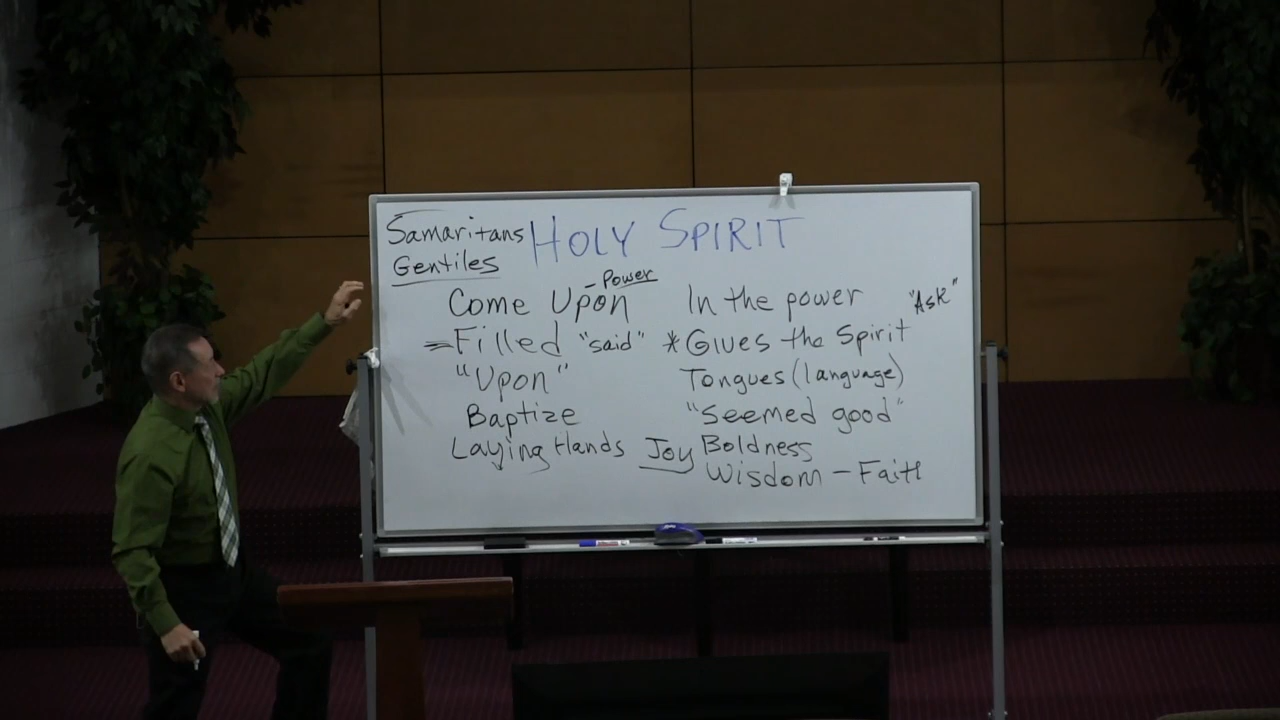 Samaritans HOLY SPIRIT
Gentiles
- Power
Come Upon In the power "Ask"
Filled "said" *Gives the Spirit
"Upon" Tongues (language)
Baptize "Seemed good"
Laying Hands Joy Boldness
Wisdom - Faith